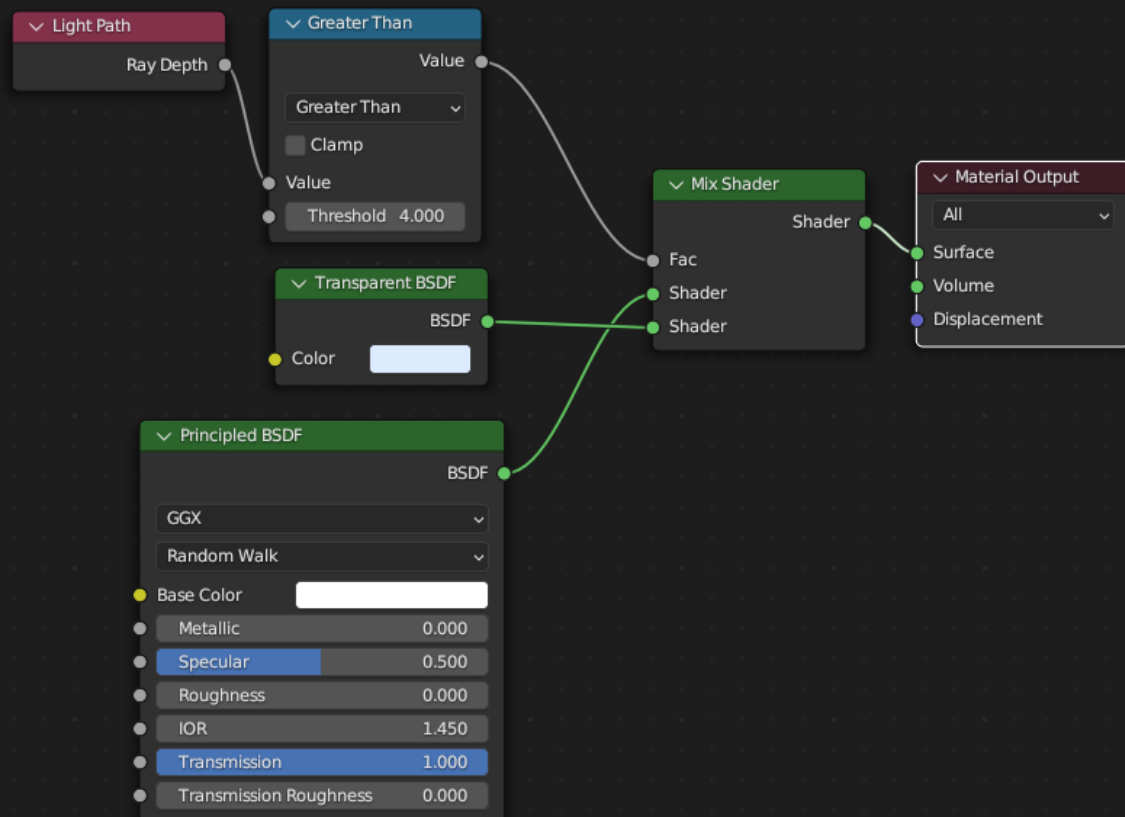 Light Path
Ray Depth
Greater Than
Value
Greater Than
Clamp
Value
Threshold 4.000
Transparent BSDF
BSDF
Color
Mix Shader
Shader
Fac
Shader
Shader
Material Output
All
Surface
Volume
Displacement
Principled BSDF
BSDF
GGX
Random Walk
Base Color
Metallic 0.000
Specular 0.500
Roughness 0.000
IOR 1.450
Transmission 1.000
Transmission Roughness 0.000